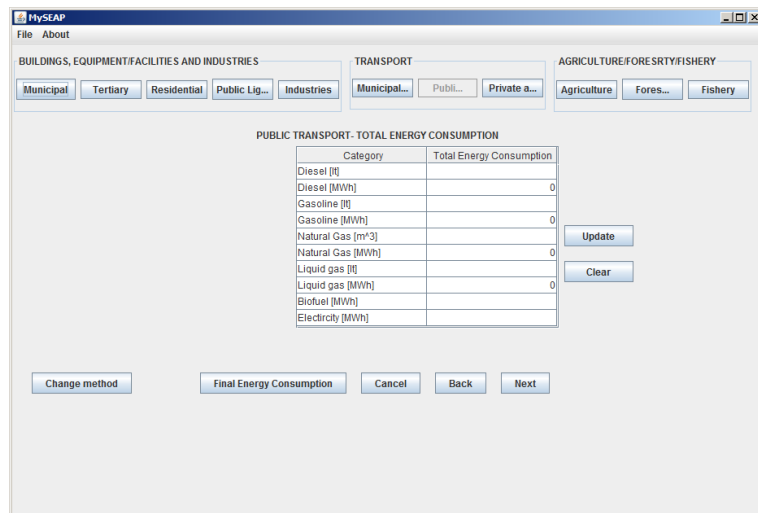 MySEAP
File About
BUILDINGS, EQUIPMENT/FACILITIES AND INDUSTRIES TRANSPORT AGRICULTURE/FORESRTY/FISHERY
Municipal Tertiary Residential Public Lig... Industries Municipal... Publi... Private a... Agriculture Fores... Fishery
PUBLIC TRANSPORT- TOTAL ENERGY CONSUMPTION
Category Total Energy Consumption
Diesel [lt]
Diesel [MWh] 0
Gasoline [lt]
Gasoline [MWh] 0
Natural Gas [m^3]
Update
Natural Gas [MWh] 0
Liquid gas [lt]
Clear
Liquid gas [MWh] 0
Biofuel [MWh]
Electircity [MWh]
Change method Final Energy Consumption Cancel Back Next